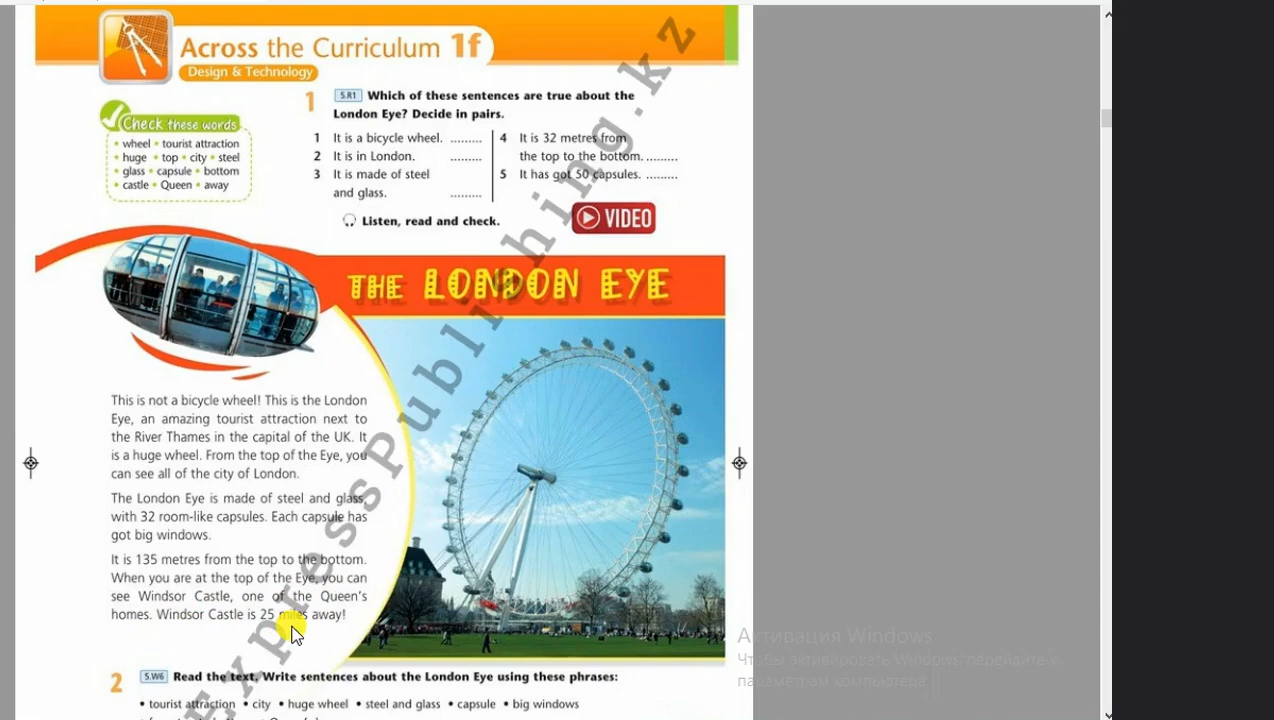 Across the Curriculum 1f
Design & Technology
Check these words
• wheel • tourist attraction
• huge • top • city • steel
• glass • capsule • bottom
• castle • Queen • away
1 5.R1 Which of these sentences are true about the
London Eye? Decide in pairs.
1 It is a bicycle wheel. .........
2 It is in London. .........
3 It is made of steel
and glass. .........
4 It is 32 metres from
the top to the bottom. .........
5 It has got 50 capsules. .........
Listen, read and check.
VIDEO
THE LONDON EYE
This is not a bicycle wheel! This is the London
Eye, an amazing tourist attraction next to
the River Thames in the capital of the UK. It
is a huge wheel. From the top of the Eye, you
can see all of the city of London.
The London Eye is made of steel and glass,
with 32 room-like capsules. Each capsule has
got big windows.
It is 135 metres from the top to the bottom.
When you are at the top of the Eye, you can
see Windsor Castle, one of the Queen's
homes. Windsor Castle is 25 miles away!
2 5.W6 Read the text. Write sentences about the London Eye using these phrases:
• tourist attraction • city • huge wheel • steel and glass • capsule • big windows
ExpressPublishing.kz
Активация Windows
Чтобы активировать Windows, перейдите к
параметрам компьютера